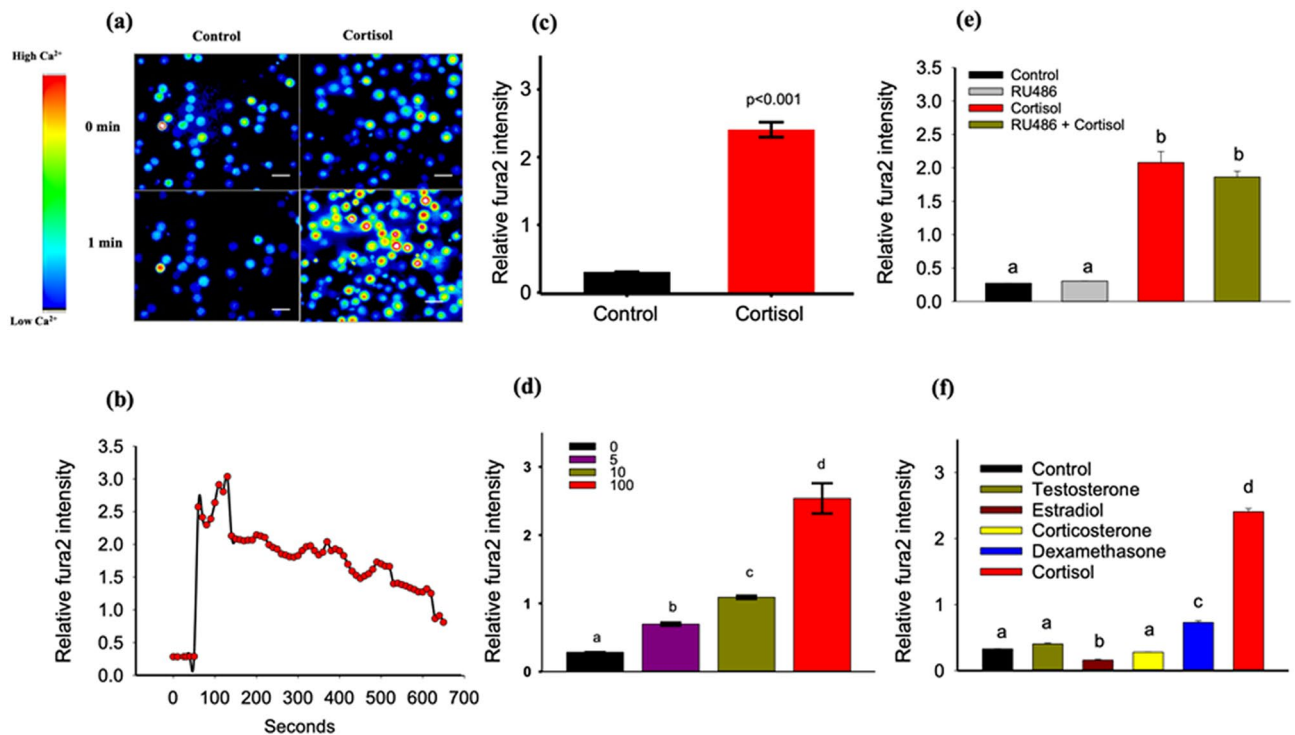 (a)
Control
Cortisol
High Ca²⁺
0 min
1 min
Low Ca²⁺
(b)
Relative fura2 intensity
3.5
3.0
2.5
2.0
1.5
1.0
0.5
0.0
0 100 200 300 400 500 600 700
Seconds
(c)
Relative fura2 intensity
3
2
1
0
p<0.001
Control
Cortisol
(d)
Relative fura2 intensity
3
2
1
0
0
5
10
100
a
b
c
d
(e)
Relative fura2 intensity
3.5
3.0
2.5
2.0
1.5
1.0
0.5
0.0
Control
RU486
Cortisol
RU486 + Cortisol
a
a
b
b
(f)
Relative fura2 intensity
3
2
1
0
Control
Testosterone
Estradiol
Corticosterone
Dexamethasone
Cortisol
a
a
b
a
c
d